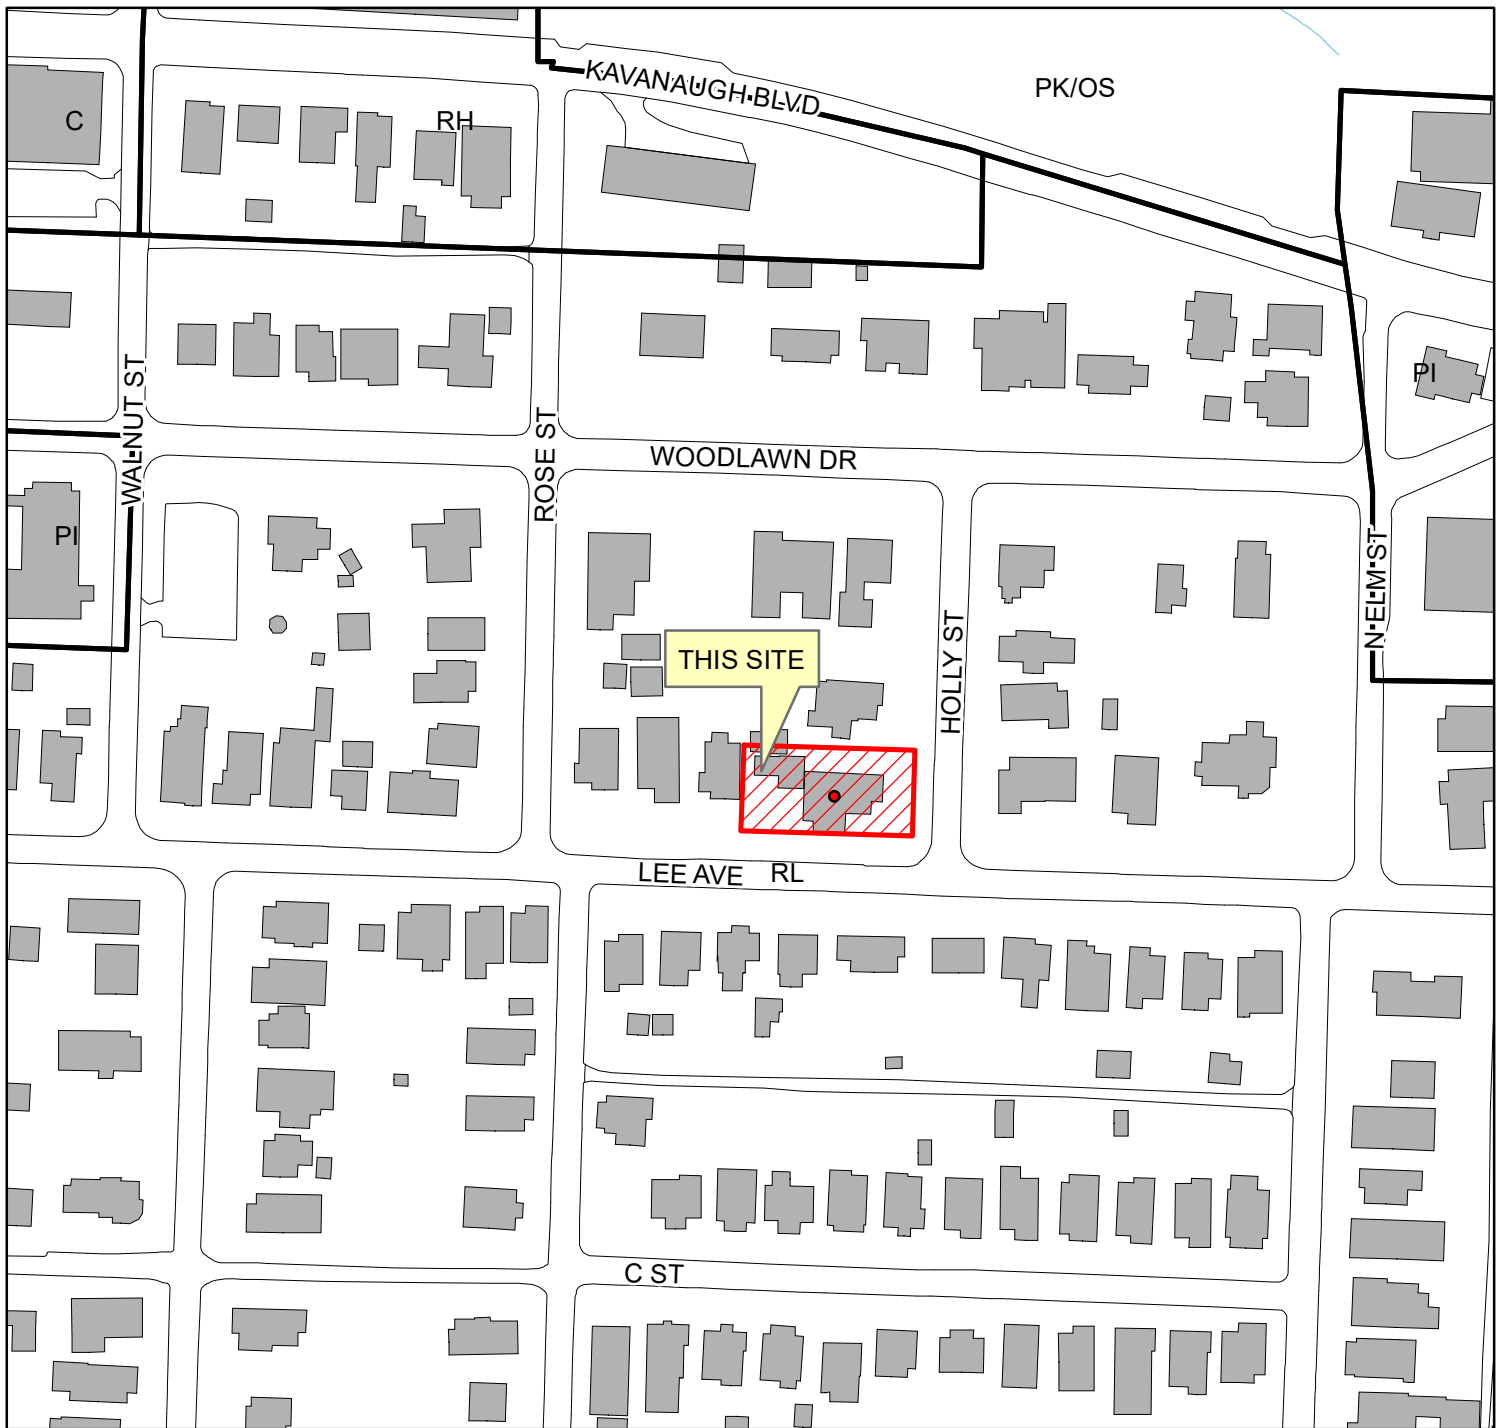 KAVANAUGH BLVD
PK/OS
C
RH
WALNUT ST
ROSE ST
PI
WOODLAWN DR
PI
N ELM ST
HOLLY ST
THIS SITE
LEE AVE
RL
C ST